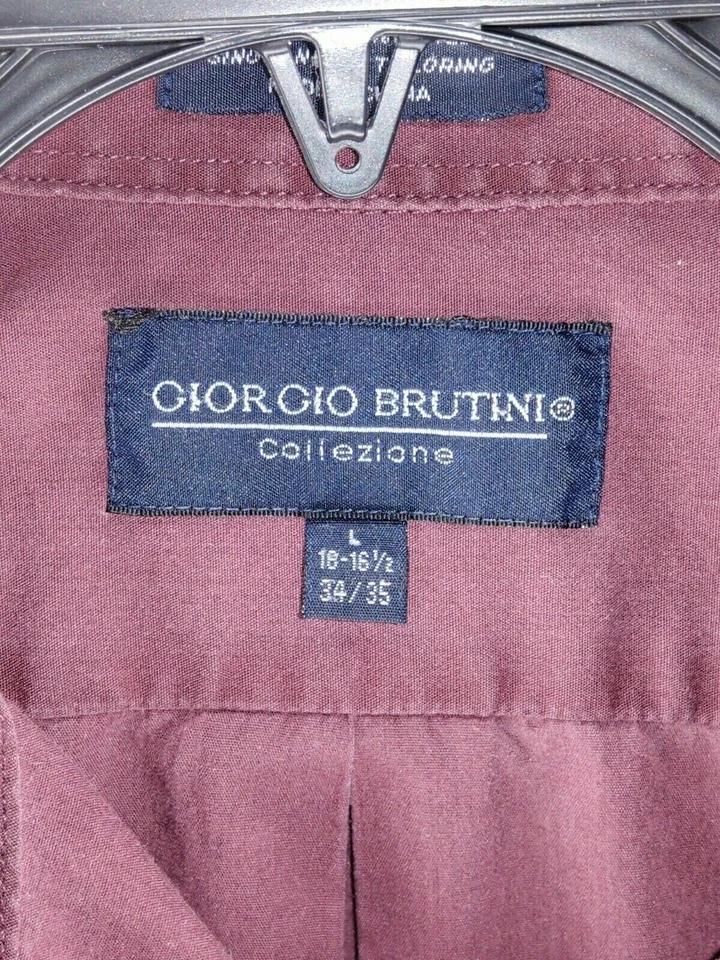 GIORGIO BRUTINI®
Collezione
L
16-16½
34/35